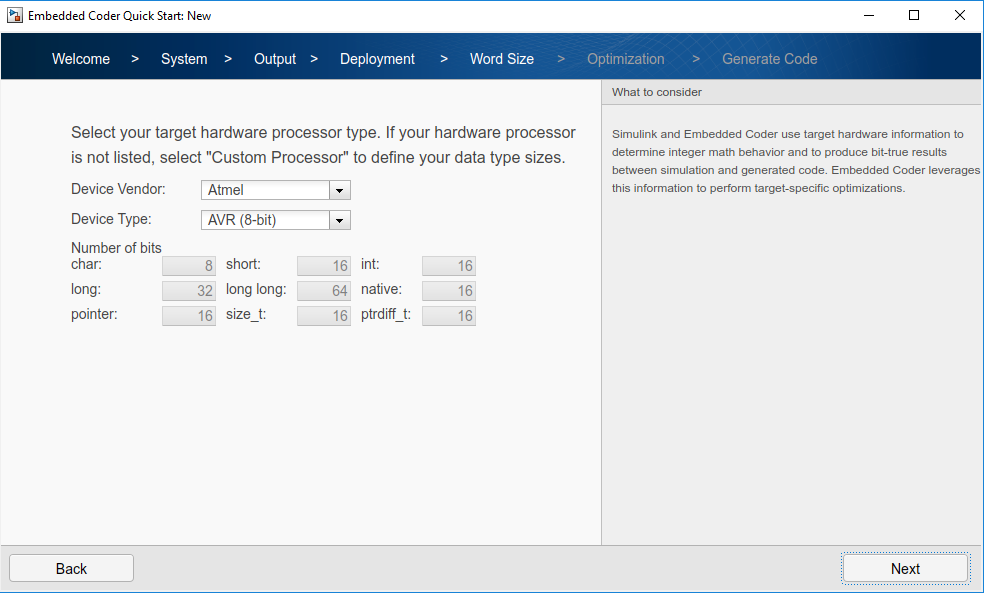 Embedded Coder Quick Start: New
Welcome > System > Output > Deployment > Word Size > Optimization > Generate Code
Select your target hardware processor type. If your hardware processor
is not listed, select "Custom Processor" to define your data type sizes.
Device Vendor: Atmel
Device Type: AVR (8-bit)
Number of bits
char: 8 short: 16 int: 16
long: 32 long long: 64 native: 16
pointer: 16 size_t: 16 ptrdiff_t: 16
What to consider
Simulink and Embedded Coder use target hardware information to
determine integer math behavior and to produce bit-true results
between simulation and generated code. Embedded Coder leverages
this information to perform target-specific optimizations.
Back
Next